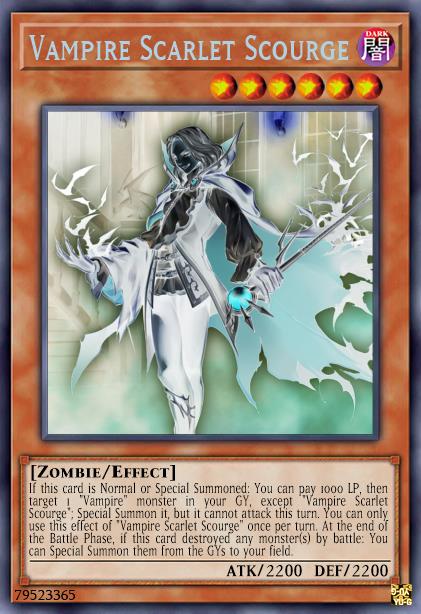 VAMPIRE SCARLET SCOURGE
DARK
闇
[ZOMBIE/EFFECT]
If this card is Normal or Special Summoned: You can pay 1000 LP, then
target 1 "Vampire" monster in your GY, except "Vampire Scarlet
Scourge"; Special Summon it, but it cannot attack this turn. You can only
use this effect of "Vampire Scarlet Scourge" once per turn. At the end of
the Battle Phase, if this card destroyed any monster(s) by battle: You
can Special Summon them from the GYs to your field.
ATK/2200 DEF/2200
79523365